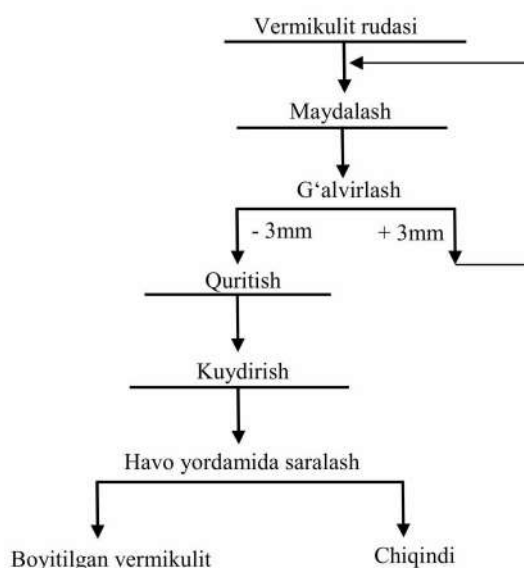 Vermikulit rudasi
Maydalash
G‘alvirlash
- 3mm + 3mm
Quritish
Kuydirish
Havo yordamida saralash
Boyitilgan vermikulit Chiqindi